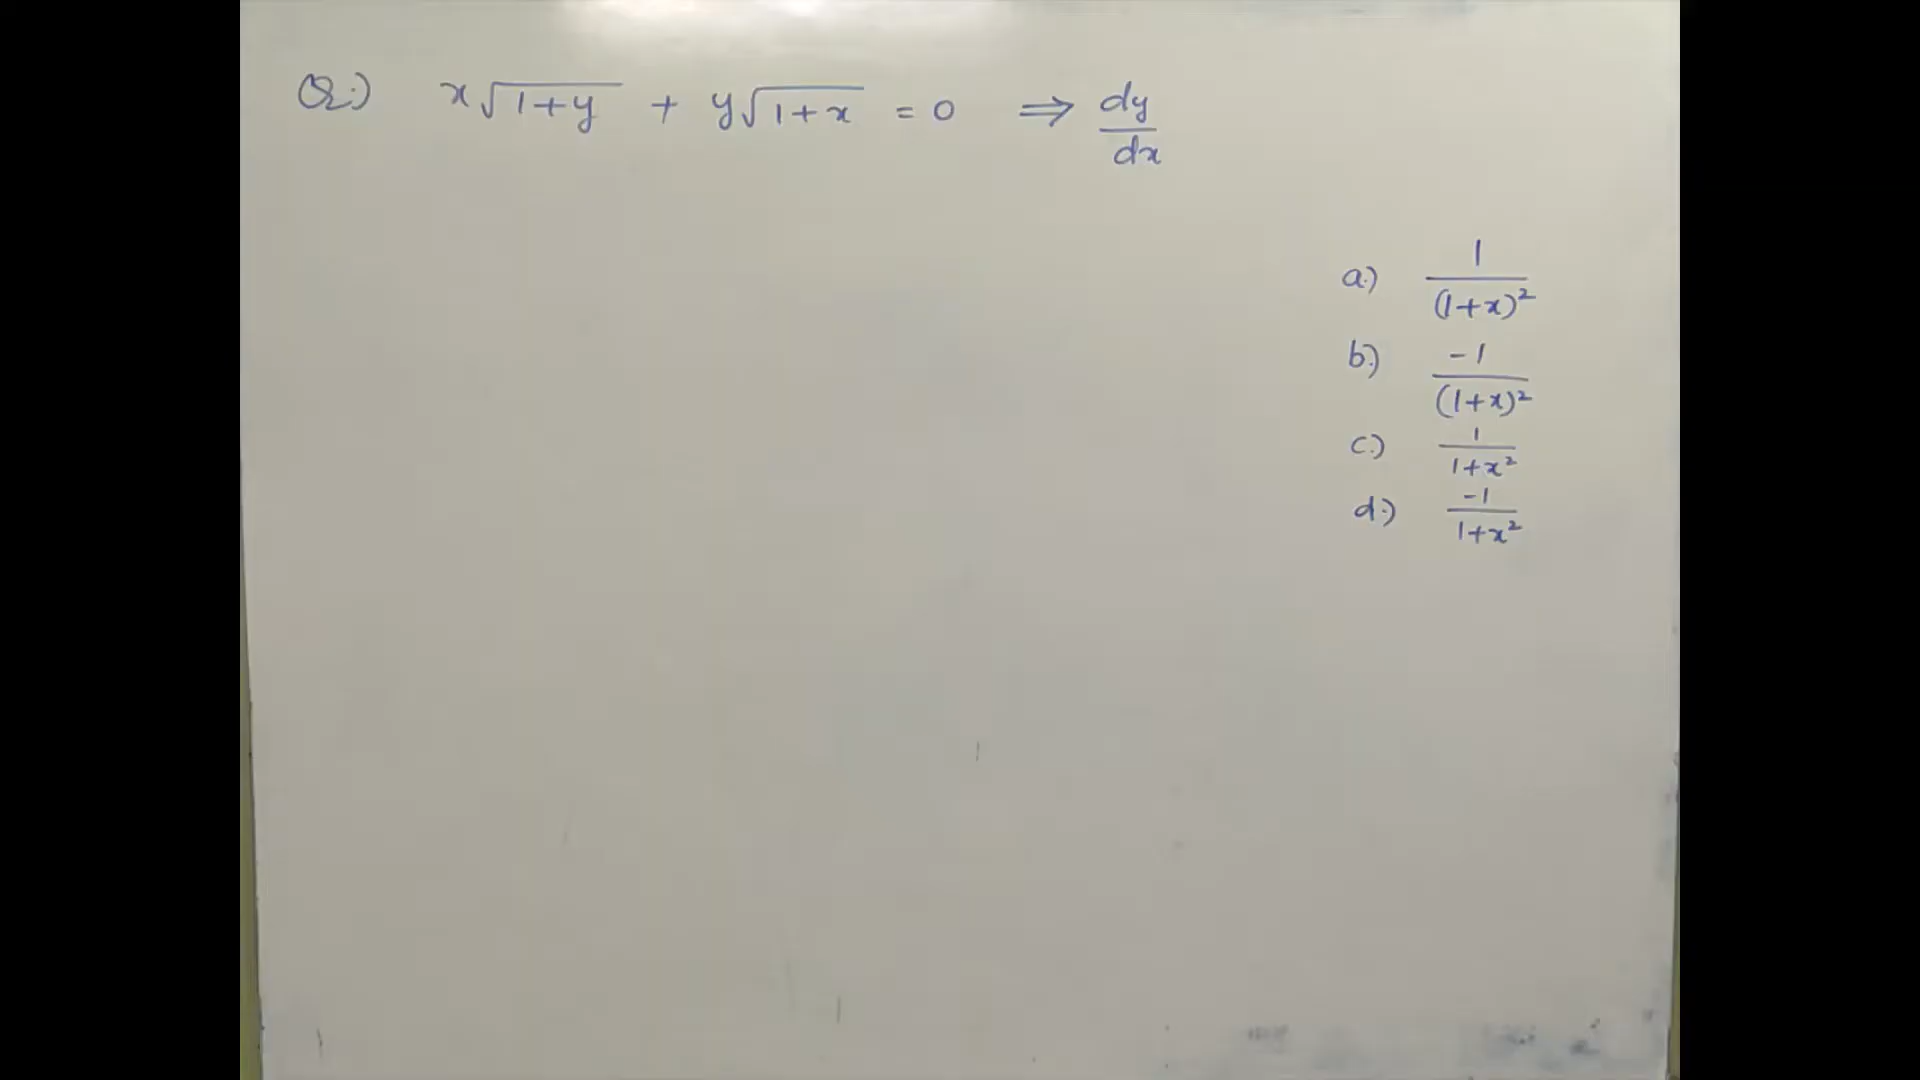 Q.) x√(1+y) + y√(1+x) = 0 ⇒ dy/dx
a.) 1/(1+x)²
b.) -1/(1+x)²
c.) 1/(1+x²)
d.) -1/(1+x²)